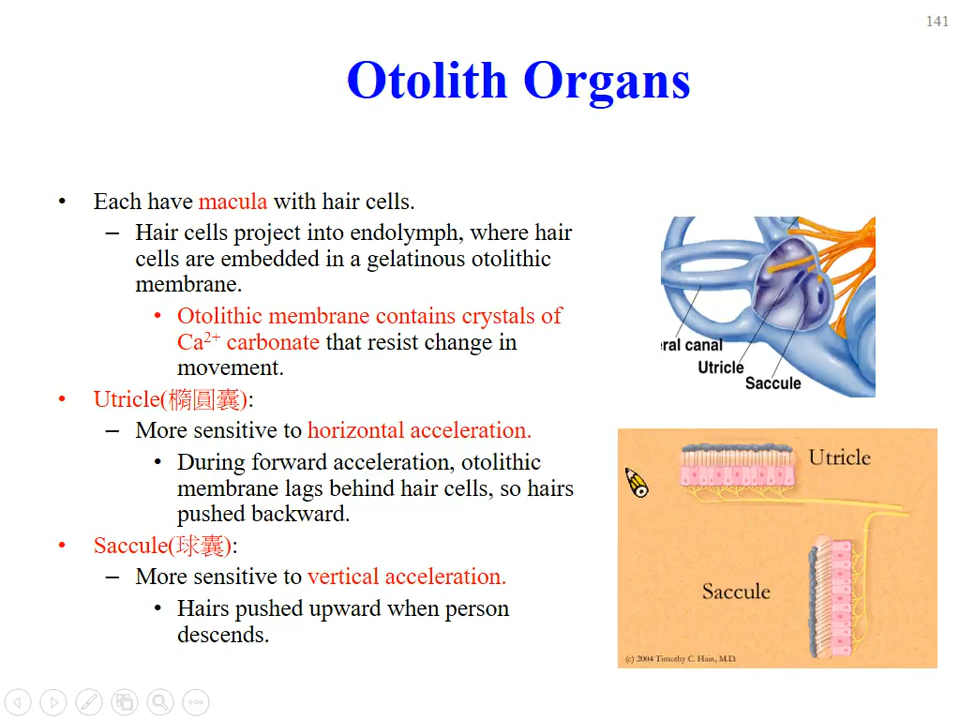 141
Otolith Organs
• Each have macula with hair cells.
– Hair cells project into endolymph, where hair
cells are embedded in a gelatinous otolithic
membrane.
• Otolithic membrane contains crystals of
Ca²⁺ carbonate that resist change in
movement.
• Utricle(橢圓囊):
– More sensitive to horizontal acceleration.
• During forward acceleration, otolithic
membrane lags behind hair cells, so hairs
pushed backward.
• Saccule(球囊):
– More sensitive to vertical acceleration.
• Hairs pushed upward when person
descends.
eral canal
Utricle
Saccule
Utricle
Saccule
(c) 2004 Timothy C. Hain, M.D.